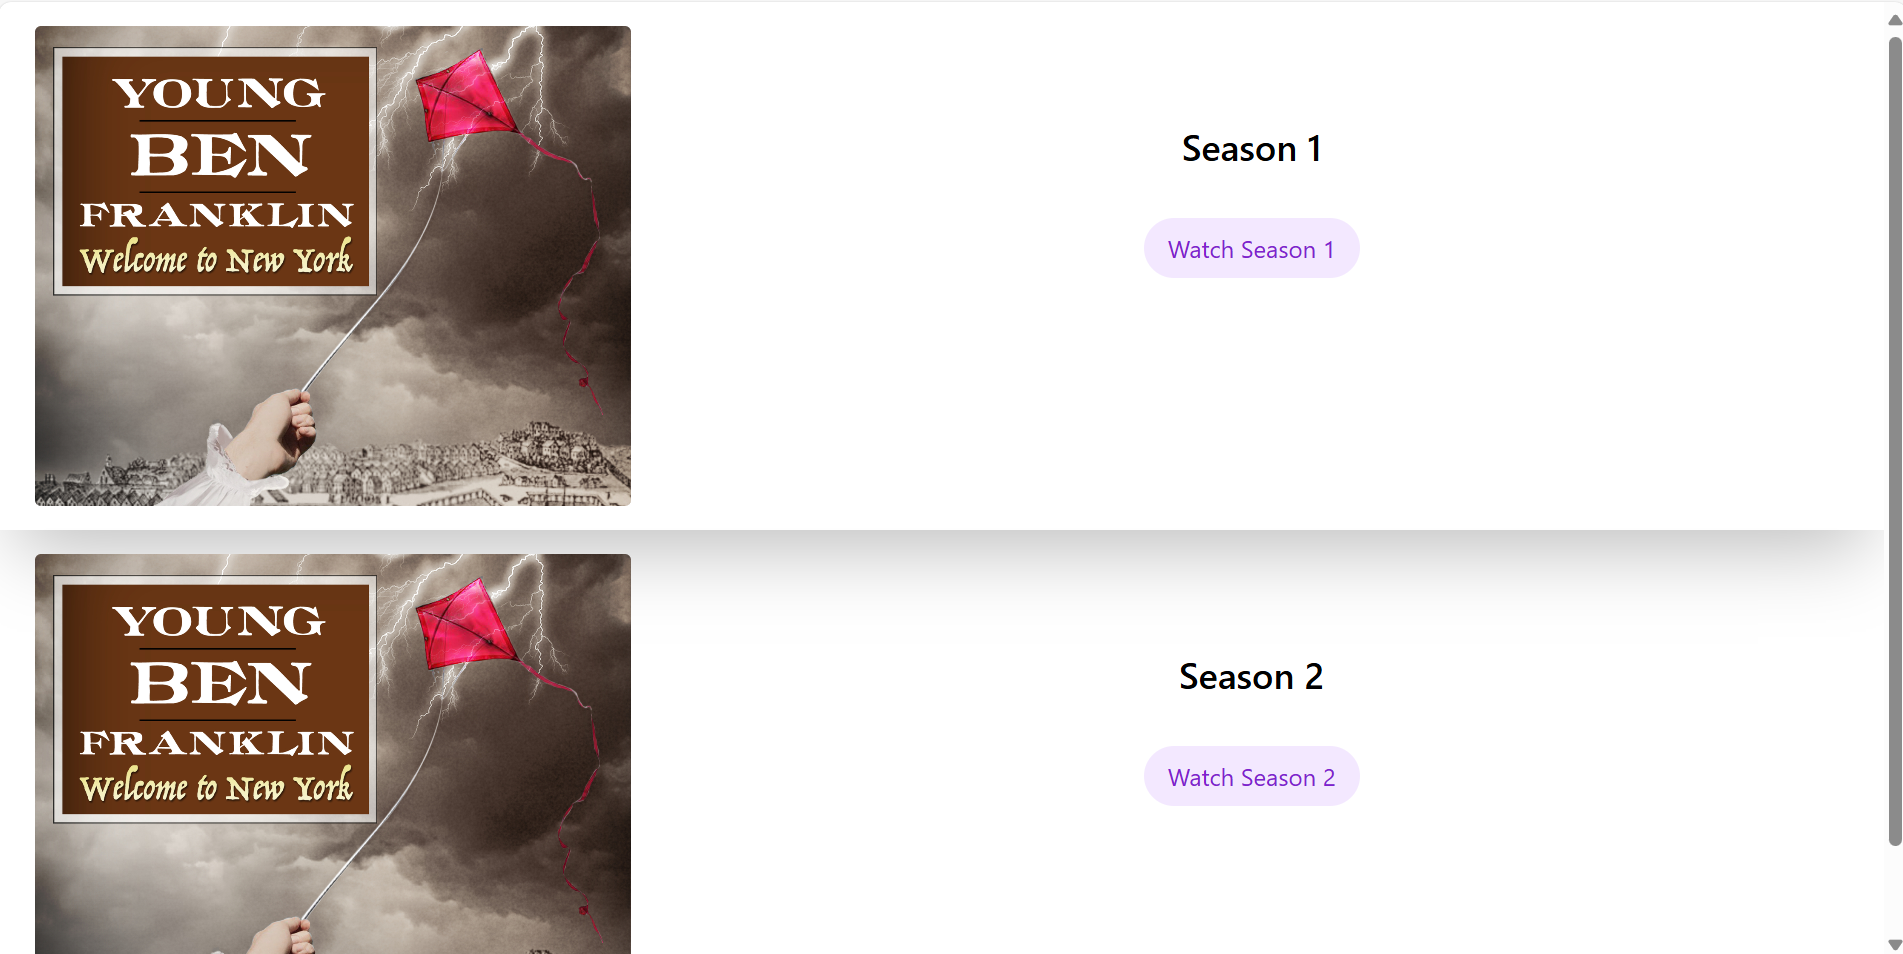 YOUNG
BEN
FRANKLIN
Welcome to New York
Season 1
Watch Season 1
YOUNG
BEN
FRANKLIN
Welcome to New York
Season 2
Watch Season 2